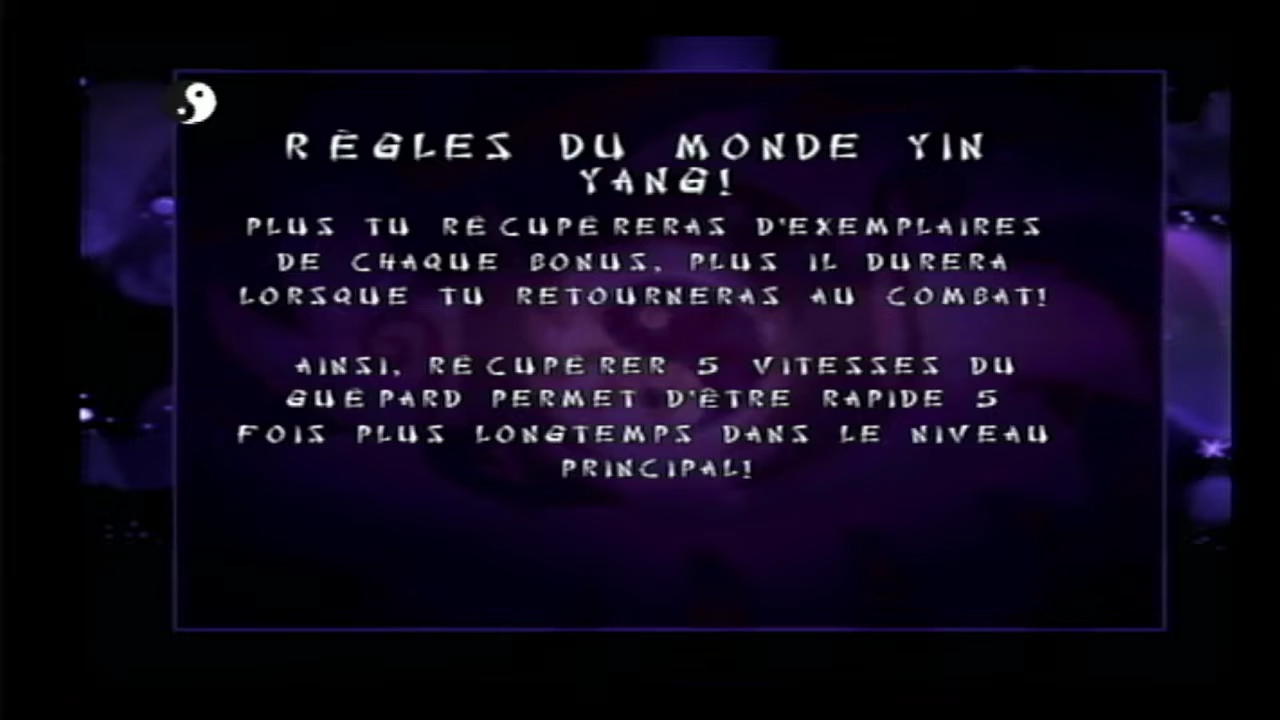 RÈGLES DU MONDE YIN
YANG!
PLUS TU RÉCUPÉRERAS D'EXEMPLAIRES
DE CHAQUE BONUS, PLUS IL DURERA
LORSQUE TU RETOURNERAS AU COMBAT!
AINSI, RÉCUPÉRER 5 VITESSES DU
GUÉPARD PERMET D'ÊTRE RAPIDE 5
FOIS PLUS LONGTEMPS DANS LE NIVEAU
PRINCIPAL!